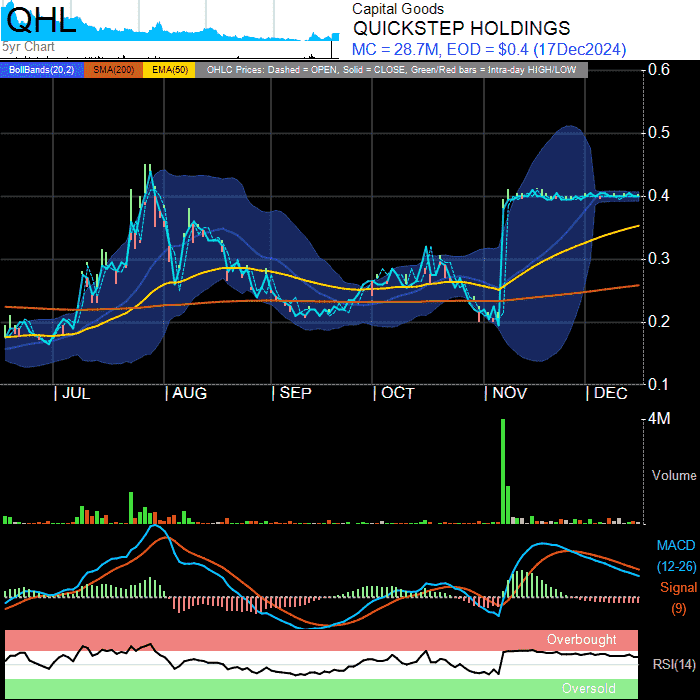 QHL
5yr Chart
Capital Goods
QUICKSTEP HOLDINGS
MC = 28.7M, EOD = $0.4 (17Dec2024)
BollBands(20,2) SMA(200) EMA(50) OHLC Prices: Dashed = OPEN, Solid = CLOSE, Green/Red bars = Intra-day HIGH/LOW
0.6
0.5
0.4
0.3
0.2
0.1
JUL AUG SEP OCT NOV DEC
4M
Volume
MACD
(12-26)
Signal
(9)
Overbought
RSI(14)
Oversold